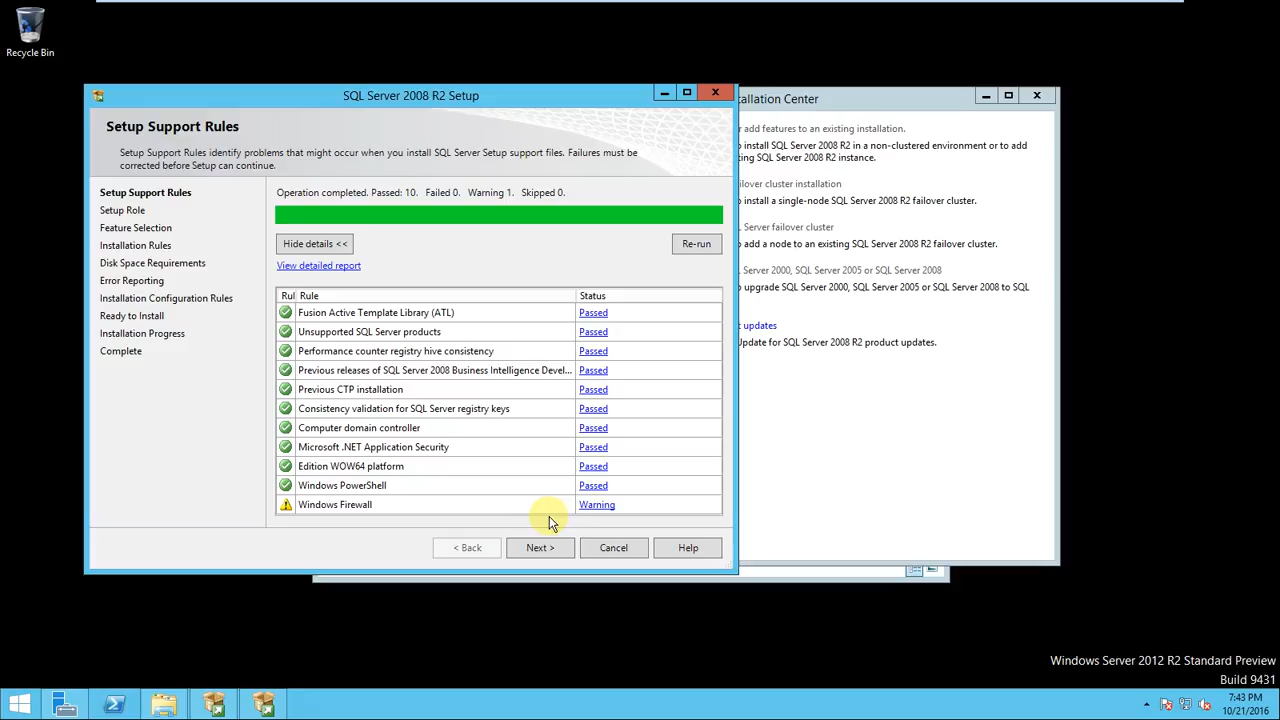 Recycle Bin
SQL Server 2008 R2 Setup
Setup Support Rules
Setup Support Rules identify problems that might occur when you install SQL Server Setup support files. Failures must be
corrected before Setup can continue.
Setup Support Rules
Setup Role
Feature Selection
Installation Rules
Disk Space Requirements
Error Reporting
Installation Configuration Rules
Ready to Install
Installation Progress
Complete
Operation completed. Passed: 10. Failed 0. Warning 1. Skipped 0.
Hide details <<
Re-run
View detailed report
Rul Rule Status
Fusion Active Template Library (ATL) Passed
Unsupported SQL Server products Passed
Performance counter registry hive consistency Passed
Previous releases of SQL Server 2008 Business Intelligence Devel... Passed
Previous CTP installation Passed
Consistency validation for SQL Server registry keys Passed
Computer domain controller Passed
Microsoft .NET Application Security Passed
Edition WOW64 platform Passed
Windows PowerShell Passed
Windows Firewall Warning
< Back
Next >
Cancel
Help
tallation Center
r add features to an existing installation.
o install SQL Server 2008 R2 in a non-clustered environment or to add
ting SQL Server 2008 R2 instance.
ilover cluster installation
o install a single-node SQL Server 2008 R2 failover cluster.
L Server failover cluster
o add a node to an existing SQL Server 2008 R2 failover cluster.
L Server 2000, SQL Server 2005 or SQL Server 2008
o upgrade SQL Server 2000, SQL Server 2005 or SQL Server 2008 to SQL
t updates
Update for SQL Server 2008 R2 product updates.
Windows Server 2012 R2 Standard Preview
Build 9431
7:43 PM
10/21/2016